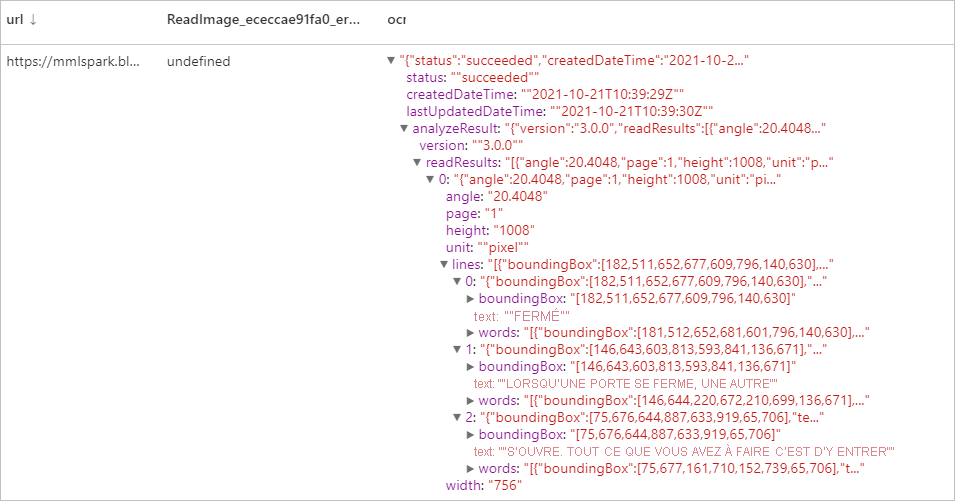 url ↓ ReadImage_ececcae91fa0_er... ocr
https://mmlspark.bl... undefined ▼ "{"status":"succeeded","createdDateTime":"2021-10-2..."
status: ""succeeded""
createdDateTime: ""2021-10-21T10:39:29Z""
lastUpdatedDateTime: ""2021-10-21T10:39:30Z""
▼ analyzeResult: "{"version":"3.0.0","readResults":[{"angle":20.4048..."
version: ""3.0.0""
▼ readResults: "[{"angle":20.4048,"page":1,"height":1008,"unit":"p..."
▼ 0: "{"angle":20.4048,"page":1,"height":1008,"unit":"pi..."
angle: "20.4048"
page: "1"
height: "1008"
unit: ""pixel""
▼ lines: "[{"boundingBox":[182,511,652,677,609,796,140,630],..."
▼ 0: "{"boundingBox":[182,511,652,677,609,796,140,630],"..."
▶ boundingBox: "[182,511,652,677,609,796,140,630]"
text: ""FERMÉ""
▶ words: "[{"boundingBox":[181,512,652,681,601,796,140,630],..."
▼ 1: "{"boundingBox":[146,643,603,813,593,841,136,671],"..."
▶ boundingBox: "[146,643,603,813,593,841,136,671]"
text:""LORSQU'UNE PORTE SE FERME, UNE AUTRE""
▶ words: "[{"boundingBox":[146,644,220,672,210,699,136,671],..."
▼ 2: "{"boundingBox":[75,676,644,887,633,919,65,706],"te..."
▶ boundingBox: "[75,676,644,887,633,919,65,706]"
text: ""S'OUVRE. TOUT CE QUE VOUS AVEZ À FAIRE C'EST D'Y ENTRER""
▶ words: "[{"boundingBox":[75,677,161,710,152,739,65,706],"t..."
width: "756"